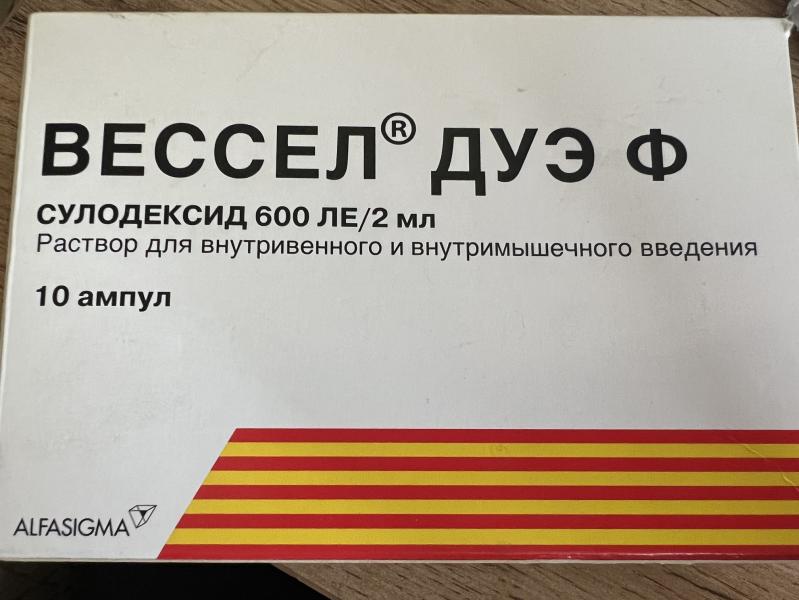 ВЕССЕЛ® ДУЭ Ф
СУЛОДЕКСИД 600 ЛЕ/2 мл
Раствор для внутривенного и внутримышечного введения
10 ампул
ALFASIGMA